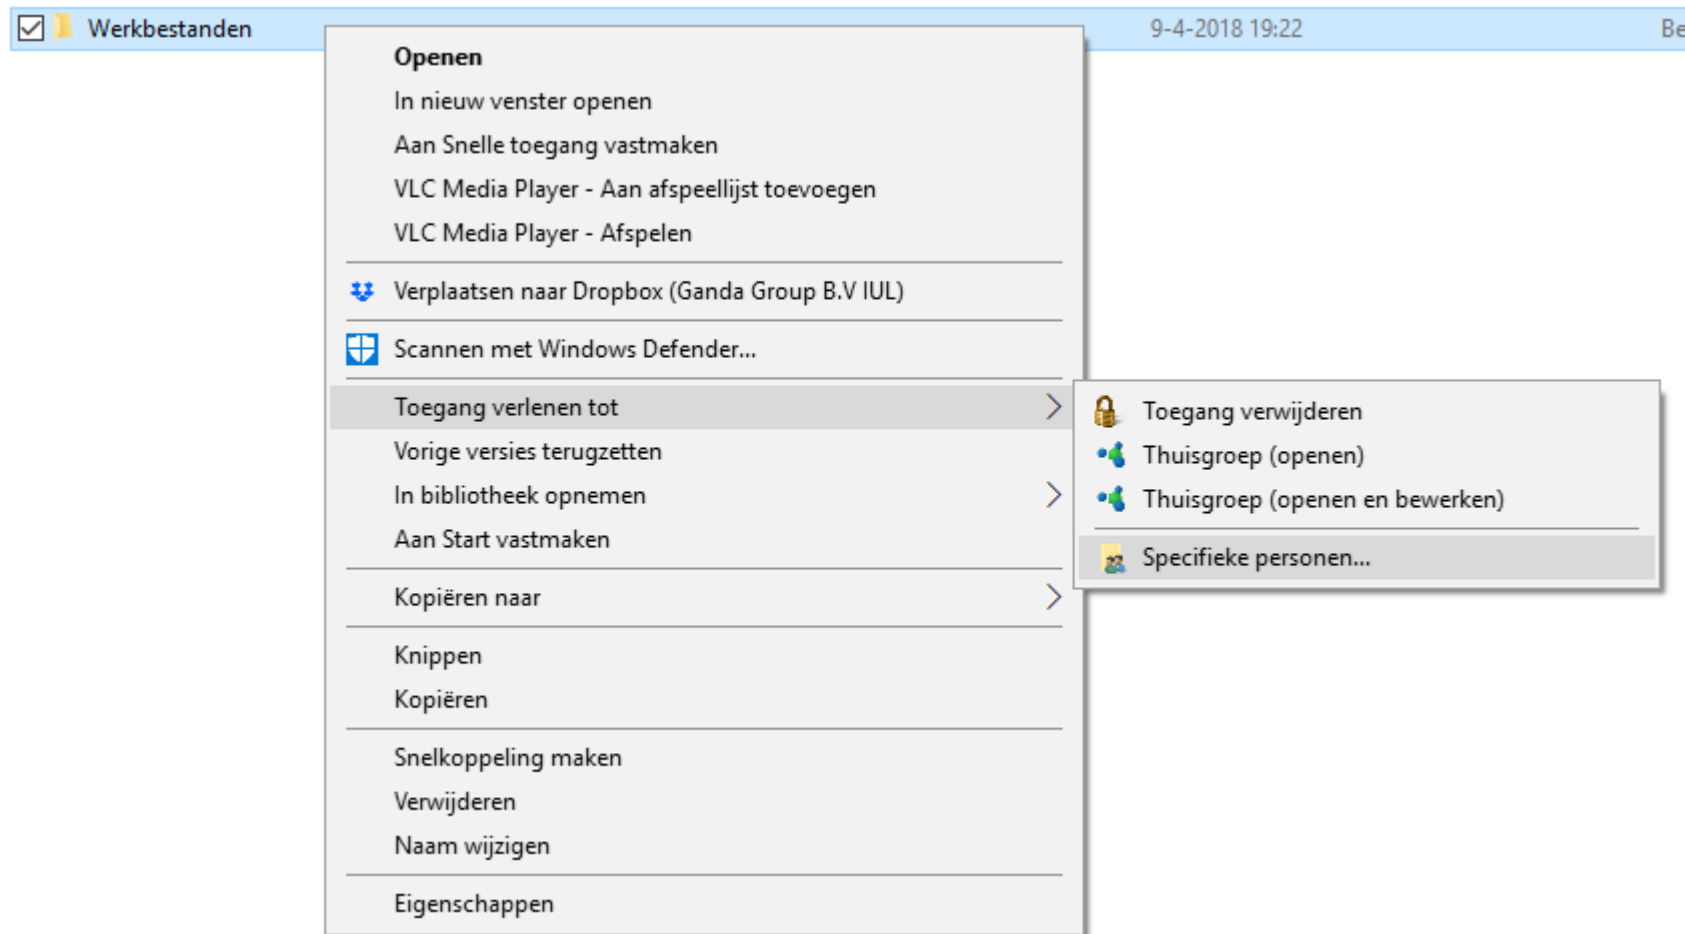 Werkbestanden 9-4-2018 19:22 Be
Openen
In nieuw venster openen
Aan Snelle toegang vastmaken
VLC Media Player - Aan afspeellijst toevoegen
VLC Media Player - Afspelen
Verplaatsen naar Dropbox (Ganda Group B.V IUL)
Scannen met Windows Defender...
Toegang verlenen tot
Vorige versies terugzetten
In bibliotheek opnemen
Aan Start vastmaken
Kopiëren naar
Knippen
Kopiëren
Snelkoppeling maken
Verwijderen
Naam wijzigen
Eigenschappen
Toegang verwijderen
Thuisgroep (openen)
Thuisgroep (openen en bewerken)
Specifieke personen...